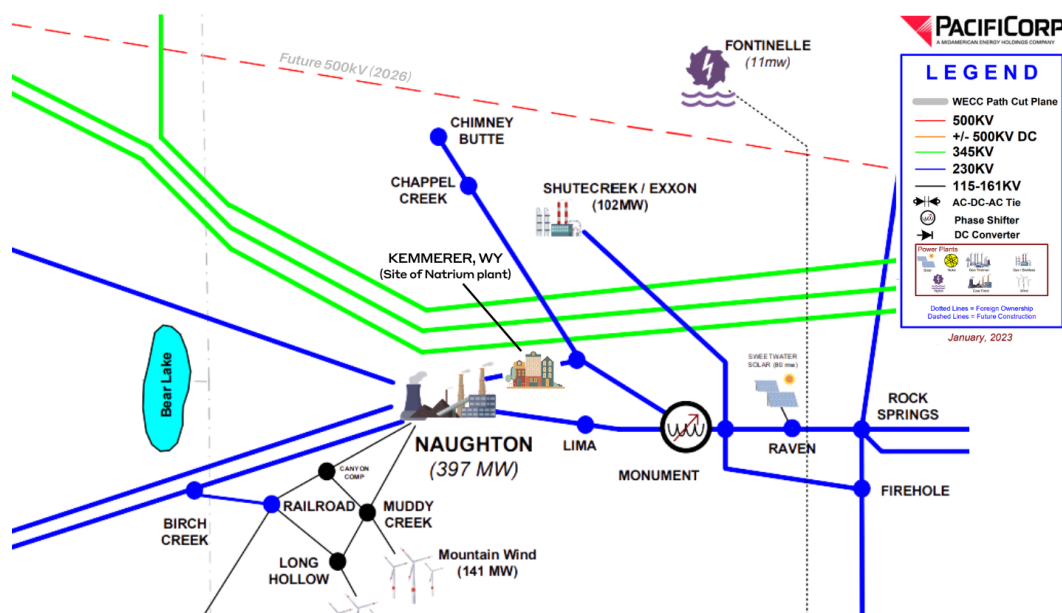 PACIFICORP
A MIDAMERICAN ENERGY HOLDINGS COMPANY
LEGEND
WECC Path Cut Plane
500KV
+/- 500KV DC
345KV
230KV
115-161KV
AC-DC-AC Tie
Phase Shifter
DC Converter
Power Plants
Solar
Wind
Dotted Lines = Foreign Ownership
Dashed Lines = Future Construction
January, 2023
Future 500kV (2026)
FONTINELLE
(11mw)
CHIMNEY
BUTTE
CHAPPEL
CREEK
SHUTECREEK / EXXON
(102MW)
KEMMERER, WY
(Site of Natrium plant)
Bear Lake
SWEETWATER
SOLAR (80 mw)
ROCK
SPRINGS
NAUGHTON
(397 MW)
LIMA
MONUMENT
RAVEN
FIREHOLE
CANYON
COMP
RAILROAD
MUDDY
CREEK
BIRCH
CREEK
LONG
HOLLOW
Mountain Wind
(141 MW)